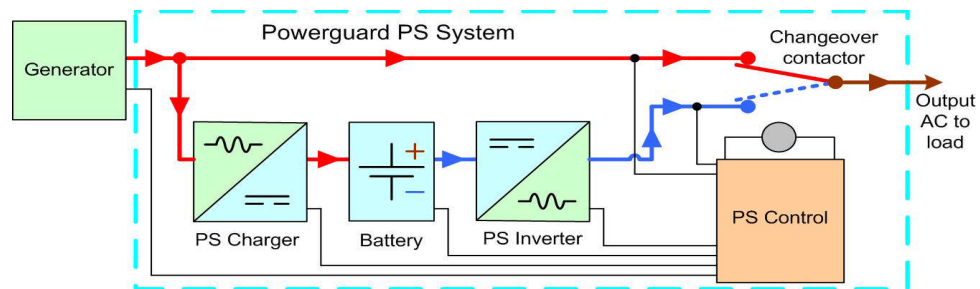 Powerguard PS System
Generator
Changeover
contactor
Output
AC to
load
+
−
PS Charger
Battery
PS Inverter
PS Control